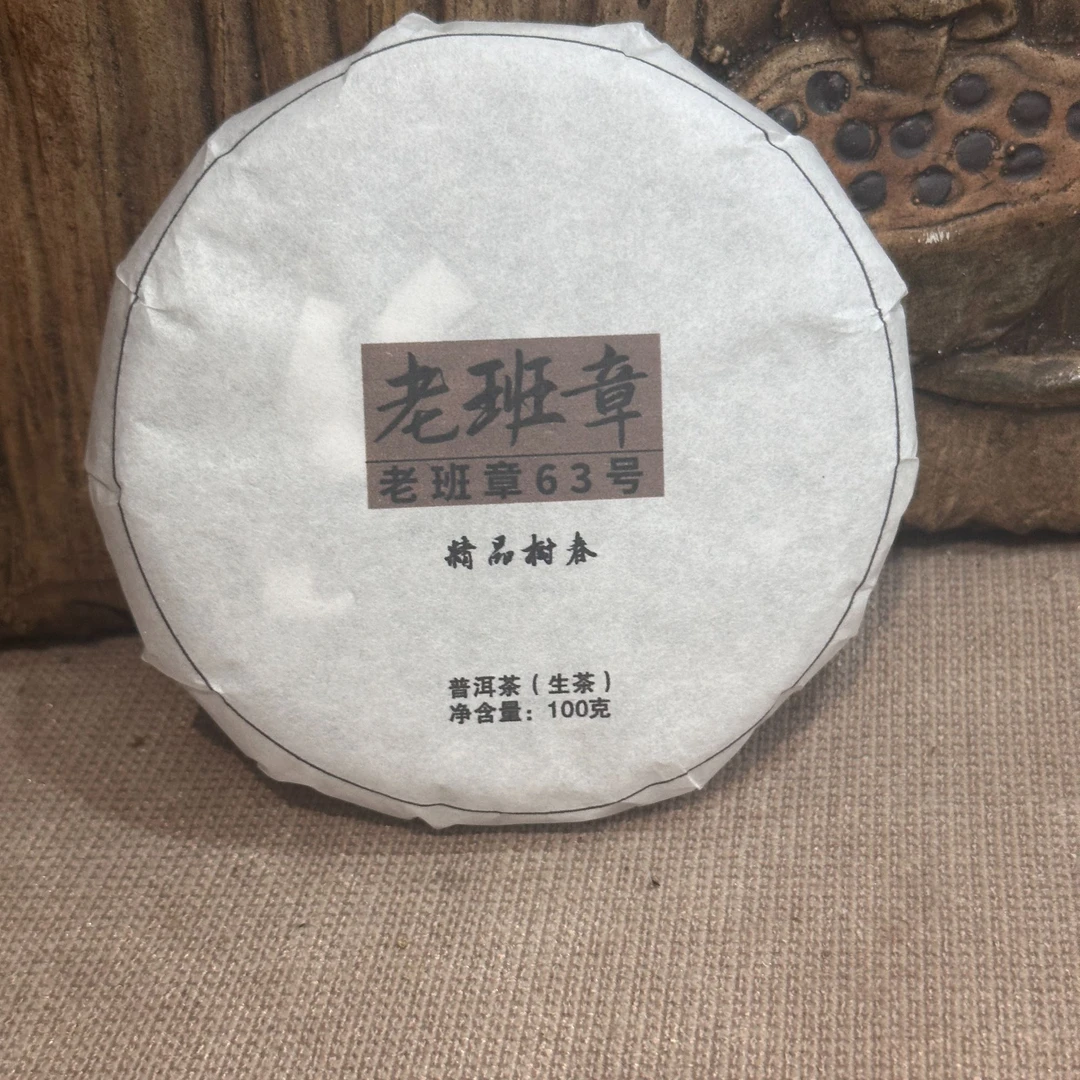 老班章
老班章63号
精品树春
普洱茶(生茶)
净含量：100克